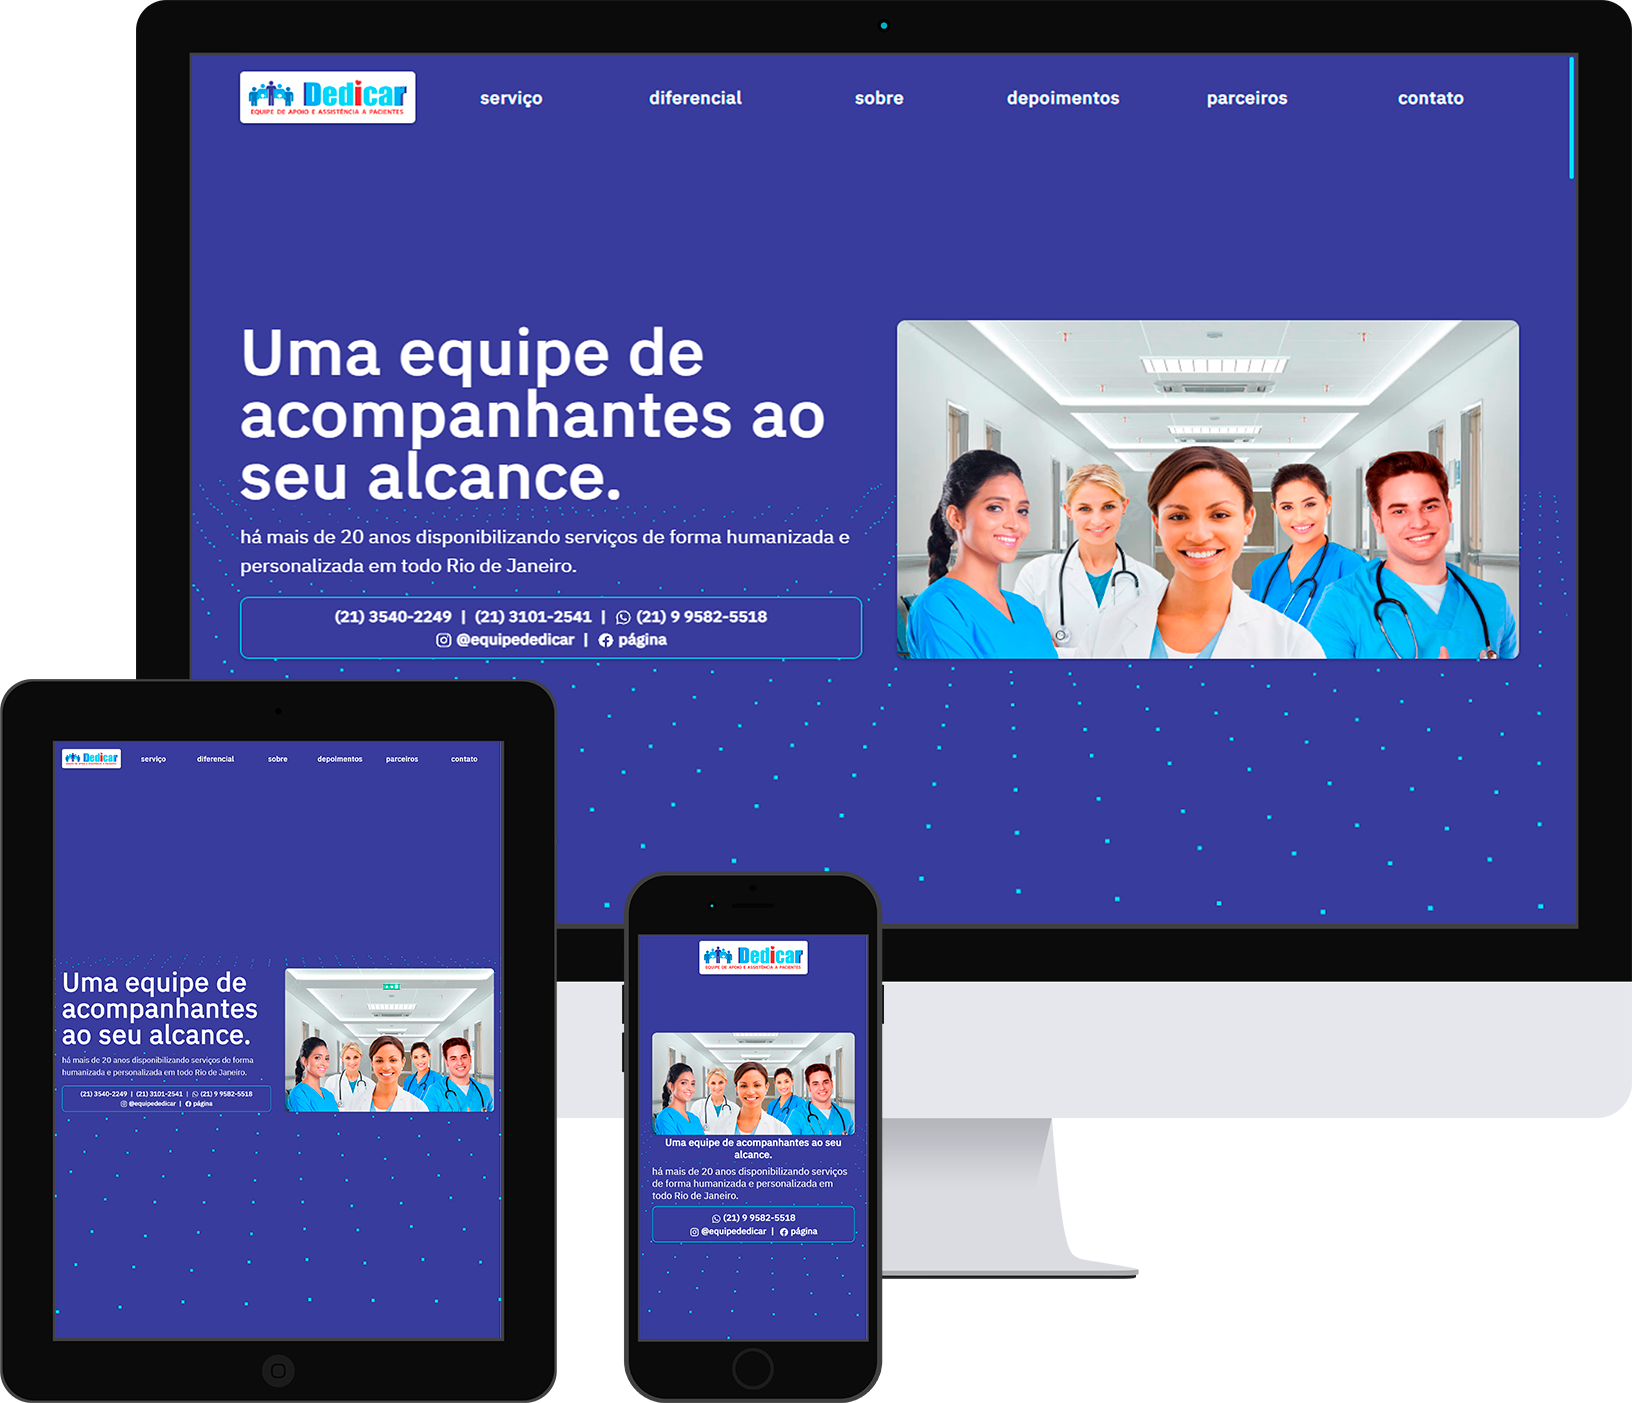 Dedicar
EQUIPE DE APOIO E ASSISTÊNCIA A PACIENTES
serviço diferencial sobre depoimentos parceiros contato
Uma equipe de
acompanhantes ao
seu alcance.
há mais de 20 anos disponibilizando serviços de forma humanizada e
personalizada em todo Rio de Janeiro.
(21) 3540-2249 | (21) 3101-2541 | (21) 9 9582-5518
@equipededicar | página
Dedicar
EQUIPE DE APOIO E ASSISTÊNCIA A PACIENTES
serviço diferencial sobre depoimentos parceiros contato
Uma equipe de
acompanhantes
ao seu alcance.
há mais de 20 anos disponibilizando serviços de forma
humanizada e personalizada em todo Rio de Janeiro.
(21) 3540-2249 | (21) 3101-2541 | (21) 9 9582-5518
@equipededicar | página
Dedicar
EQUIPE DE APOIO E ASSISTÊNCIA A PACIENTES
Uma equipe de acompanhantes ao seu
alcance.
há mais de 20 anos disponibilizando serviços
de forma humanizada e personalizada em
todo Rio de Janeiro.
(21) 9 9582-5518
@equipededicar | página